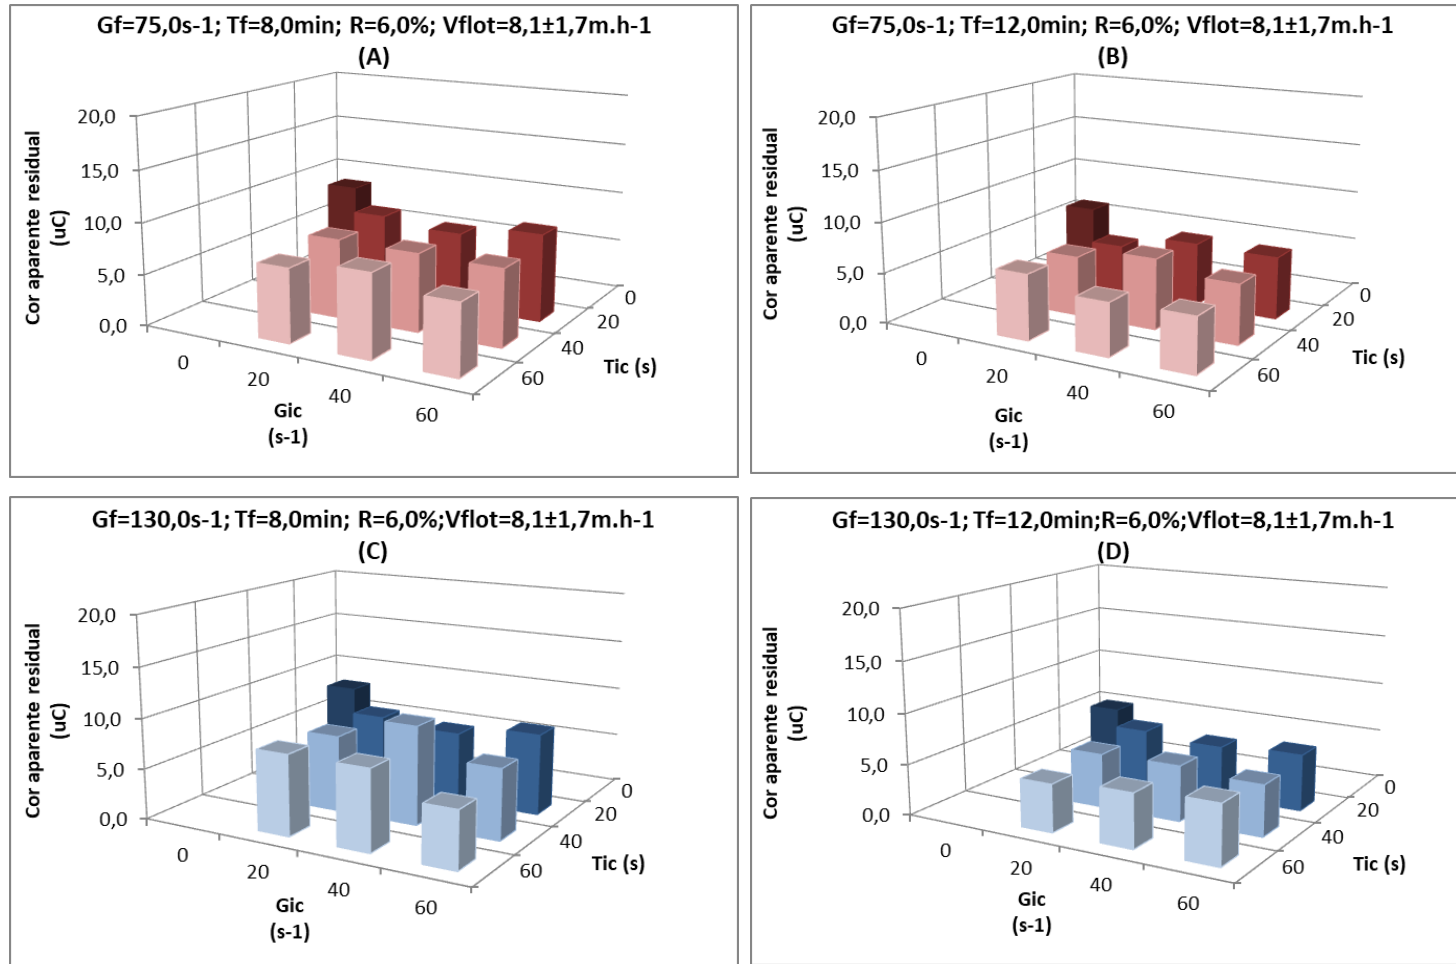 Gf=75,0s-1; Tf=8,0min; R=6,0%; Vflot=8,1±1,7m.h-1
(A)
20,0
15,0
10,0
5,0
0,0
Cor aparente residual
(uC)
0
20
40
60
Gic
(s-1)
0
20
40
60
Tic (s)
Gf=75,0s-1; Tf=12,0min; R=6,0%; Vflot=8,1±1,7m.h-1
(B)
20,0
15,0
10,0
5,0
0,0
Cor aparente residual
(uC)
0
20
40
60
Gic
(s-1)
0
20
40
60
Tic (s)
Gf=130,0s-1; Tf=8,0min; R=6,0%;Vflot=8,1±1,7m.h-1
(C)
20,0
15,0
10,0
5,0
0,0
Cor aparente residual
(uC)
0
20
40
60
Gic
(s-1)
0
20
40
60
Tic (s)
Gf=130,0s-1; Tf=12,0min;R=6,0%;Vflot=8,1±1,7m.h-1
(D)
20,0
15,0
10,0
5,0
0,0
Cor aparente residual
(uC)
0
20
40
60
Gic
(s-1)
0
20
40
60
Tic (s)